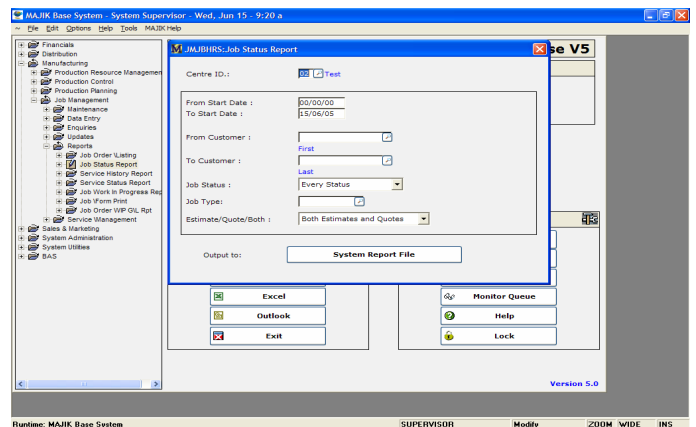 MAJIK Base System - System Supervisor - Wed, Jun 15 - 9:20 a
~ File Edit Options Help Tools MAJIK Help
Financials
Distribution
Manufacturing
Production Resource Managemen
Production Control
Production Planning
Job Management
Maintenance
Data Entry
Enquiries
Updates
Reports
Job Order \Listing
Job Status Report
Service History Report
Service Status Report
Job Work In Progress Rep
Job \Form Print
Job Order WIP G\L Rpt
Service Management
Sales & Marketing
System Administration
System Utilities
BAS
se V5
JMJBHRS:Job Status Report
Centre ID.: 02 Test
From Start Date : 00/00/00
To Start Date : 15/06/05
From Customer :
First
To Customer :
Last
Job Status : Every Status
Job Type:
Estimate/Quote/Both : Both Estimates and Quotes
Output to: System Report File
Excel Monitor Queue
Outlook Help
Exit Lock
Version 5.0
Runtime: MAJIK Base System SUPERVISOR Modify ZOOM WIDE INS